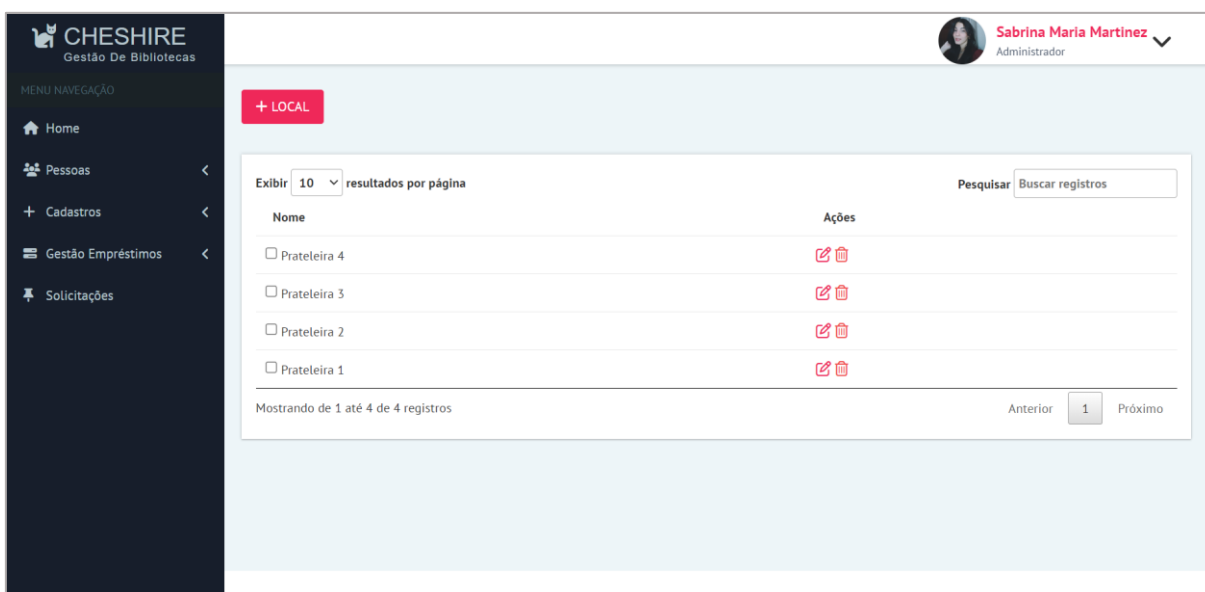 CHESHIRE
Gestão De Bibliotecas
Sabrina Maria Martinez
Administrador
MENU NAVEGAÇÃO
Home
Pessoas
Cadastros
Gestão Empréstimos
Solicitações
+ LOCAL
Exibir 10 resultados por página
Pesquisar Buscar registros
Nome Ações
Prateleira 4
Prateleira 3
Prateleira 2
Prateleira 1
Mostrando de 1 até 4 de 4 registros
Anterior 1 Próximo